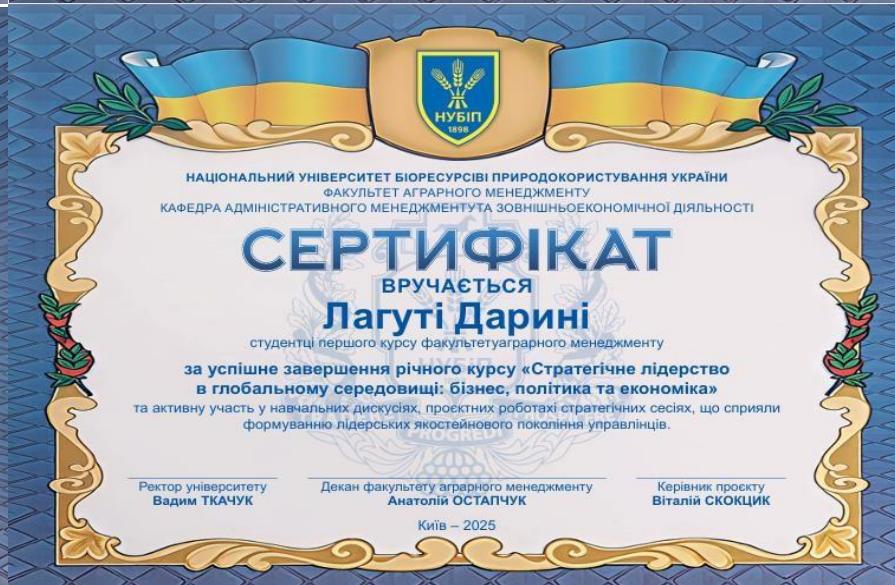 НУБІП
1898
НАЦІОНАЛЬНИЙ УНІВЕРСИТЕТ БІОРЕСУРСІВІ ПРИРОДОКОРИСТУВАННЯ УКРАЇНИ
ФАКУЛЬТЕТ АГРАРНОГО МЕНЕДЖМЕНТУ
КАФЕДРА АДМІНІСТРАТИВНОГО МЕНЕДЖМЕНТУТА ЗОВНІШНЬОЕКОНОМІЧНОЇ ДІЯЛЬНОСТІ
СЕРТИФІКАТ
ВРУЧАЄТЬСЯ
Лагуті Дарині
студентці першого курсу факультетуаграрного менеджменту
за успішне завершення річного курсу «Стратегічне лідерство
в глобальному середовищі: бізнес, політика та економіка»
та активну участь у навчальних дискусіях, проєктних роботахі стратегічних сесіях, що сприяли
формуванню лідерських якостейнового покоління управлінців.
Ректор університету
Вадим ТКАЧУК
Декан факультету аграрного менеджменту
Анатолій ОСТАПЧУК
Керівник проєкту
Віталій СКОКЦИК
Київ – 2025